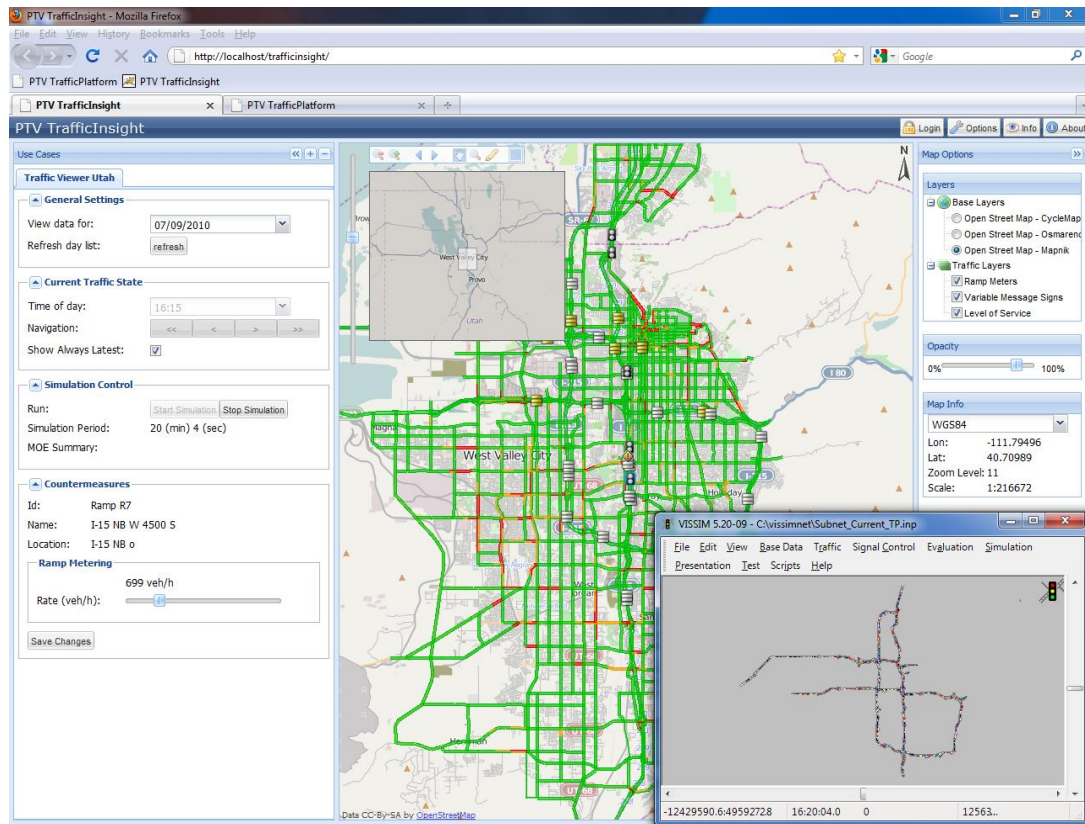 PTV TrafficInsight - Mozilla Firefox
File Edit View History Bookmarks Tools Help
http://localhost/trafficinsight/
Google
PTV TrafficPlatform PTV TrafficInsight
PTV TrafficInsight x PTV TrafficPlatform x
PTV TrafficInsight
Login Options Info About
Use Cases
Traffic Viewer Utah
General Settings
View data for: 07/09/2010
Refresh day list: refresh
Current Traffic State
Time of day: 16:15
Navigation: << < > >>
Show Always Latest:
Simulation Control
Run: Start Simulation Stop Simulation
Simulation Period: 20 (min) 4 (sec)
MOE Summary:
Countermeasures
Id: Ramp R7
Name: I-15 NB W 4500 S
Location: I-15 NB o
Ramp Metering
699 veh/h
Rate (veh/h):
Save Changes
N
West Valley City
Provo
Utah
I 80
Magna
West Valley City
Holladay
West
Jordan
Herriman
Data CC-By-SA by OpenStreetMap
Map Options
Layers
Base Layers
Open Street Map - CycleMap
Open Street Map - Osmarend
Open Street Map - Mapnik
Traffic Layers
Ramp Meters
Variable Message Signs
Level of Service
Opacity
0% 100%
Map Info
WGS84
Lon: -111.79496
Lat: 40.70989
Zoom Level: 11
Scale: 1:216672
VISSIM 5.20-09 - C:\vissimnet\Subnet_Current_TP.inp
File Edit View Base Data Traffic Signal Control Evaluation Simulation
Presentation Test Scripts Help
-12429590.6:4959272.8 16:20:04.0 0 12563...